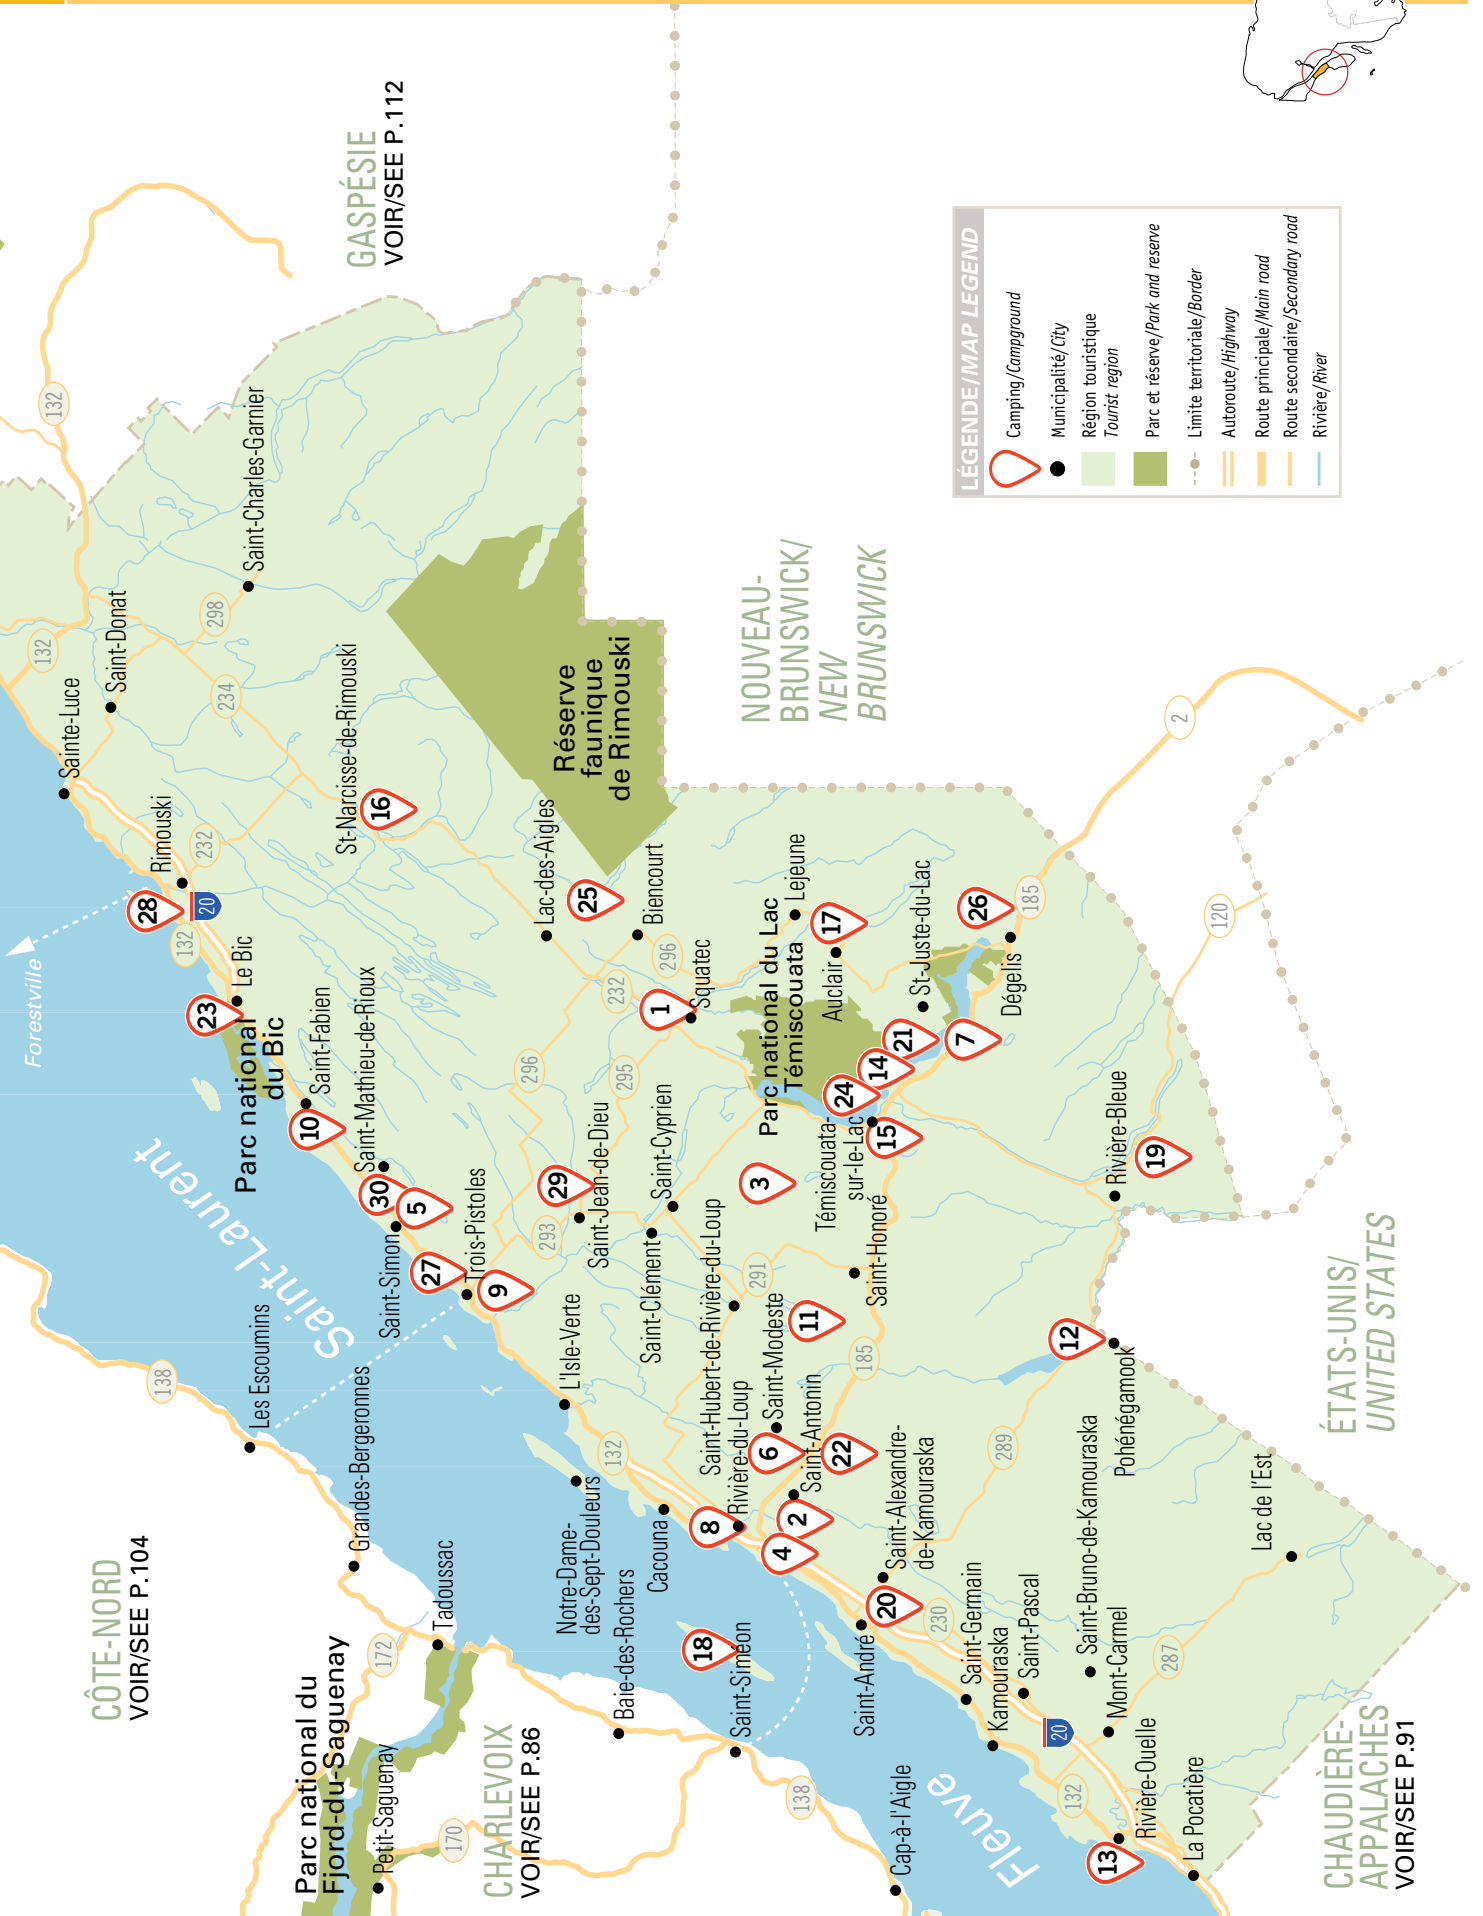 CÔTE-NORD
VOIR/SEE P.104
GASPÉSIE
VOIR/SEE P.112
Parc national du
Fjord-du-Saguenay
Petit-Saguenay
172
170
CHARLEVOIX
VOIR/SEE P.86
Tadoussac
Grandes-Bergeronnes
Les Escoumins
138
Forestville
Fleuve
Saint-Laurent
Baie-des-Rochers
Saint-Siméon
138
Cap-à-l'Aigle
Notre-Dame-
des-Sept-Douleurs
Cacouna
18
L'Isle-Verte
132
8
Rivière-du-Loup
4
2
Saint-Antonin
6
Saint-Modeste
22
Saint-Hubert-de-Rivière-du-Loup
11
291
185
Saint-Honoré
Saint-Clément
Saint-Cyprien
3
Saint-Jean-de-Dieu
29
293
9
Trois-Pistoles
27
Saint-Simon
5
30
Saint-Mathieu-de-Rioux
10
Saint-Fabien
Parc national
du Bic
23
Le Bic
132
28
20
Rimouski
232
Sainte-Luce
Saint-Donat
132
132
298
234
Saint-Charles-Garnier
St-Narcisse-de-Rimouski
16
Réserve
faunique
de Rimouski
Lac-des-Aigles
25
Biencourt
296
232
296
295
1
Squatec
Parc national du Lac
Témiscouata
Lejeune
17
Auclair
St-Juste-du-Lac
26
185
Dégelis
21
7
14
24
15
Témiscouata-
sur-le-Lac
Rivière-Bleue
19
120
2
12
Pohénégamook
289
Saint-Alexandre-
de-Kamouraska
20
Saint-André
230
Saint-Germain
Kamouraska
Saint-Pascal
Saint-Bruno-de-Kamouraska
Mont-Carmel
287
Lac de l'Est
20
132
Rivière-Ouelle
13
La Pocatière
CHAUDIÈRE-
APPALACHES
VOIR/SEE P.91
ÉTATS-UNIS/
UNITED STATES
NOUVEAU-
BRUNSWICK/
NEW
BRUNSWICK
LÉGENDE/MAP LEGEND
Camping/Campground
Municipalité/City
Région touristique
Tourist region
Parc et réserve/Park and reserve
Limite territoriale/Border
Autoroute/Highway
Route principale/Main road
Route secondaire/Secondary road
Rivière/River